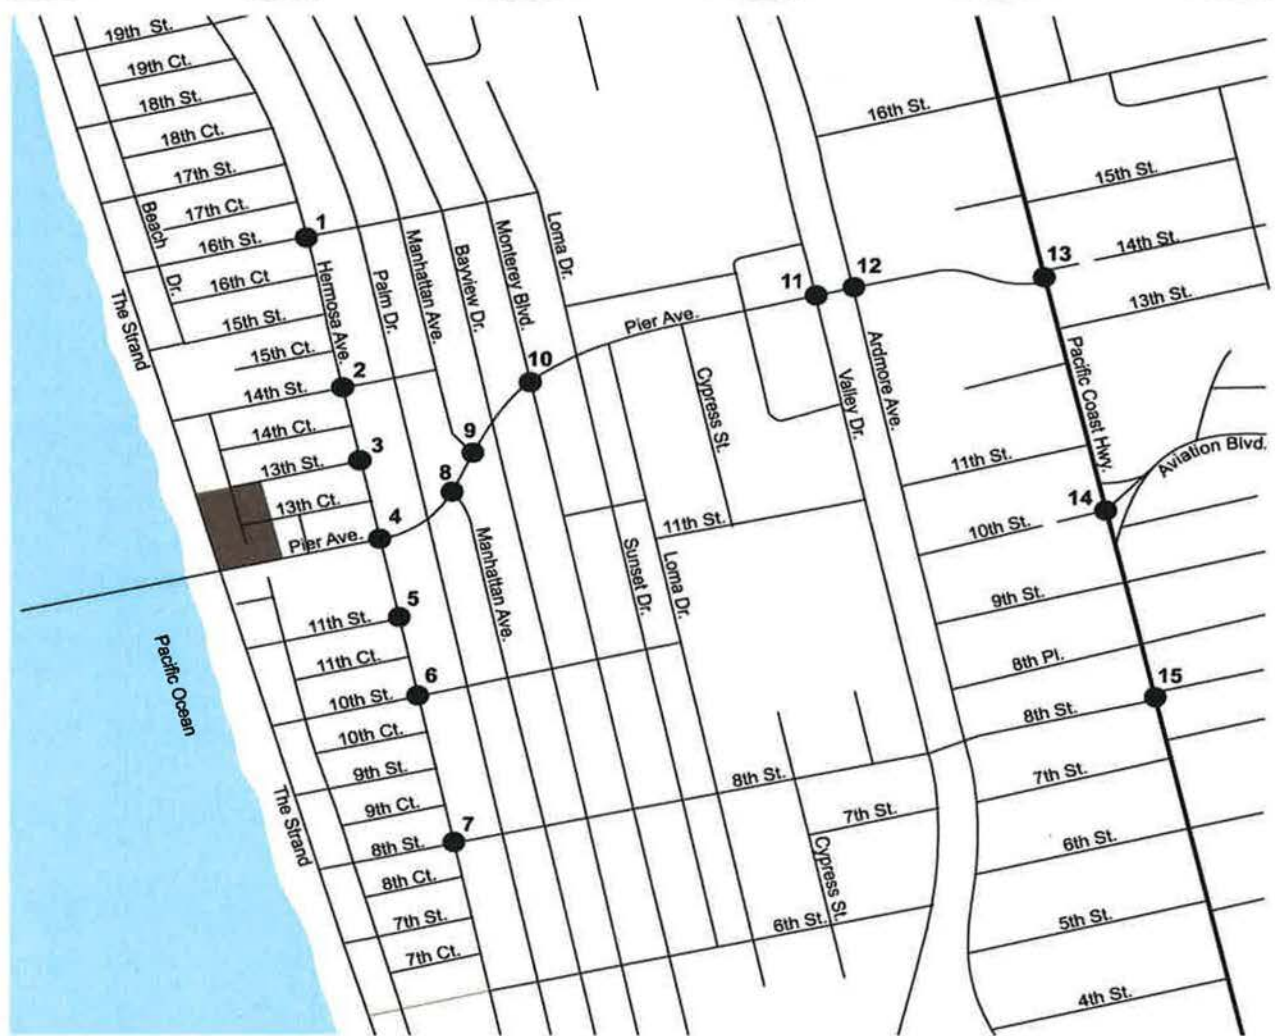 19th St.
19th Ct.
18th St.
18th Ct.
17th St.
17th Ct.
16th St.
16th Ct
15th St.
15th Ct.
14th St.
14th Ct.
13th St.
13th Ct.
Pier Ave.
11th St.
11th Ct.
10th St.
10th Ct.
9th St.
9th Ct.
8th St.
8th Ct.
7th St.
7th Ct.
Beach
Dr.
The Strand
The Strand
Pacific Ocean
Hermosa Ave.
Palm Dr.
Manhattan Ave.
Bayview Dr.
Monterey Blvd.
Loma Dr.
Manhattan Ave.
Sunset Dr.
Loma Dr.
Cypress St.
Pier Ave.
11th St.
8th St.
7th St.
Cypress St.
6th St.
Valley Dr.
Ardmore Ave.
Pacific Coast Hwy.
Aviation Blvd.
16th St.
15th St.
14th St.
13th St.
11th St.
10th St.
9th St.
8th Pl.
8th St.
7th St.
6th St.
5th St.
4th St.
1
2
3
4
5
6
7
8
9
10
11
12
13
14
15